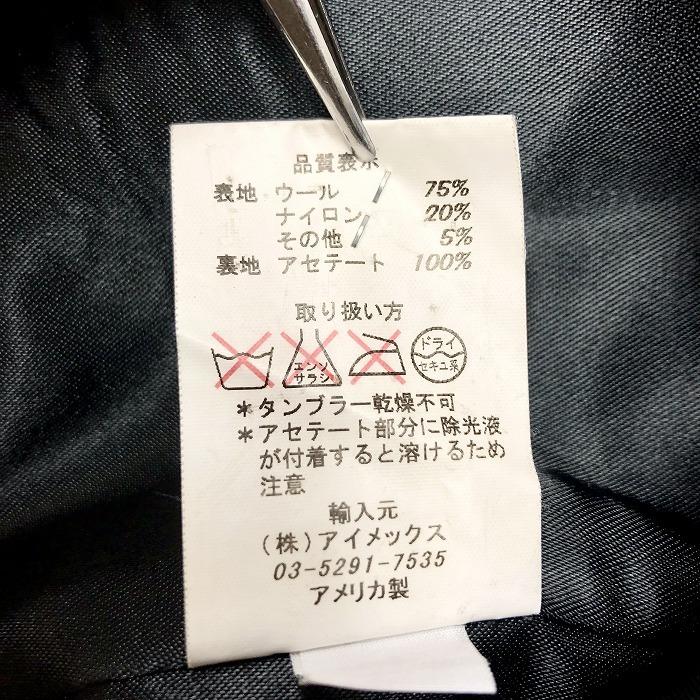 品質表示
表地 ウール 75%
ナイロン 20%
その他 5%
裏地 アセテート 100%
取り扱い方
エンソ
サラシ
ドライ
セキユ系
＊タンブラー乾燥不可
＊アセテート部分に除光液
が付着すると溶けるため
注意
輸入元
（株）アイメックス
03-5291-7535
アメリカ製